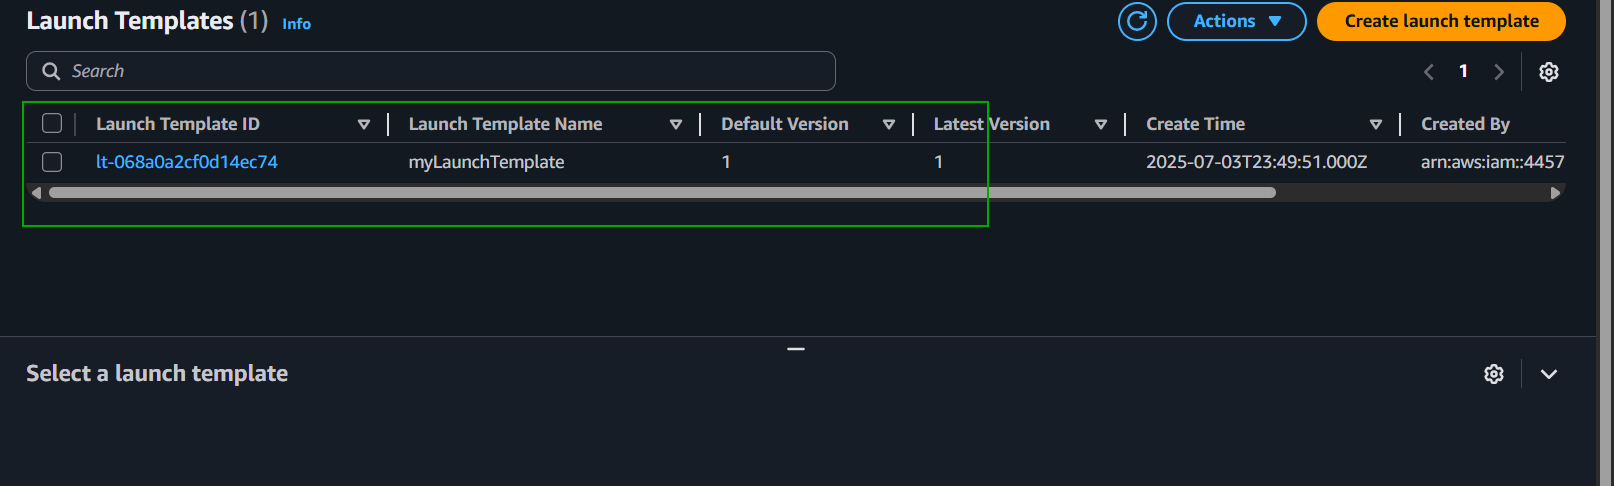 Launch Templates (1) Info
Actions
Create launch template
Search
1
Launch Template ID Launch Template Name Default Version Latest Version Create Time Created By
lt-068a0a2cf0d14ec74 myLaunchTemplate 1 1 2025-07-03T23:49:51.000Z arn:aws:iam::4457
Select a launch template